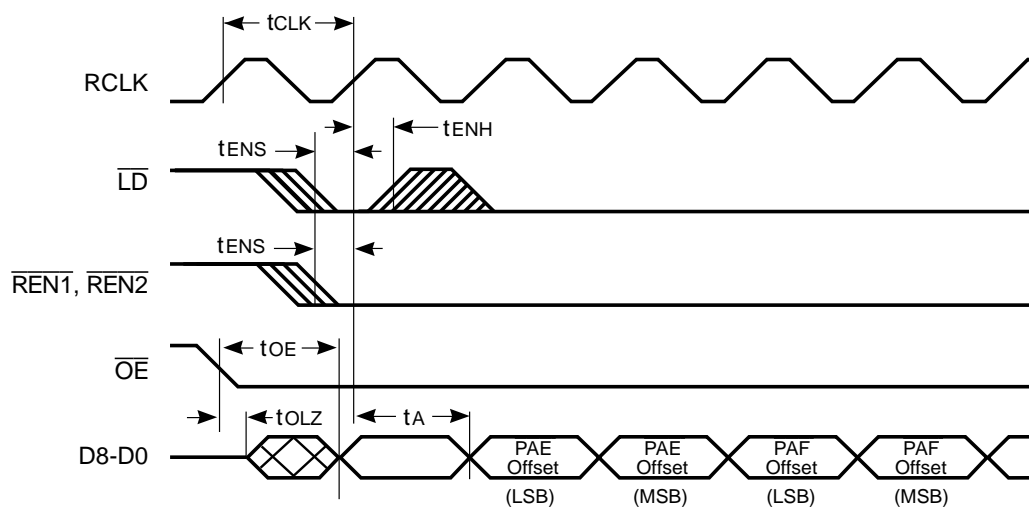 tCLK
RCLK
tENH
tENS
LD
tENS
REN1, REN2
tOE
OE
tOLZ
tA
D8-D0
PAE Offset (LSB)
PAE Offset (MSB)
PAF Offset (LSB)
PAF Offset (MSB)